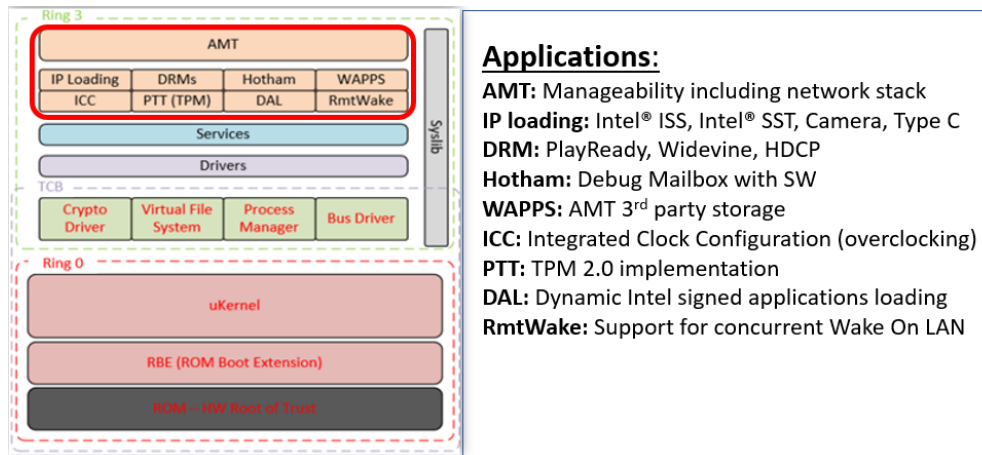 Ring 3
AMT
IP Loading DRMs Hotham WAPPS
ICC PTT (TPM) DAL RmtWake
Services
Drivers
Syslib
TCB
Crypto Driver
Virtual File System
Process Manager
Bus Driver
Ring 0
uKernel
RBE (ROM Boot Extension)
ROM – HW Root of Trust
Applications:
AMT: Manageability including network stack
IP loading: Intel® ISS, Intel® SST, Camera, Type C
DRM: PlayReady, Widevine, HDCP
Hotham: Debug Mailbox with SW
WAPPS: AMT 3rd party storage
ICC: Integrated Clock Configuration (overclocking)
PTT: TPM 2.0 implementation
DAL: Dynamic Intel signed applications loading
RmtWake: Support for concurrent Wake On LAN